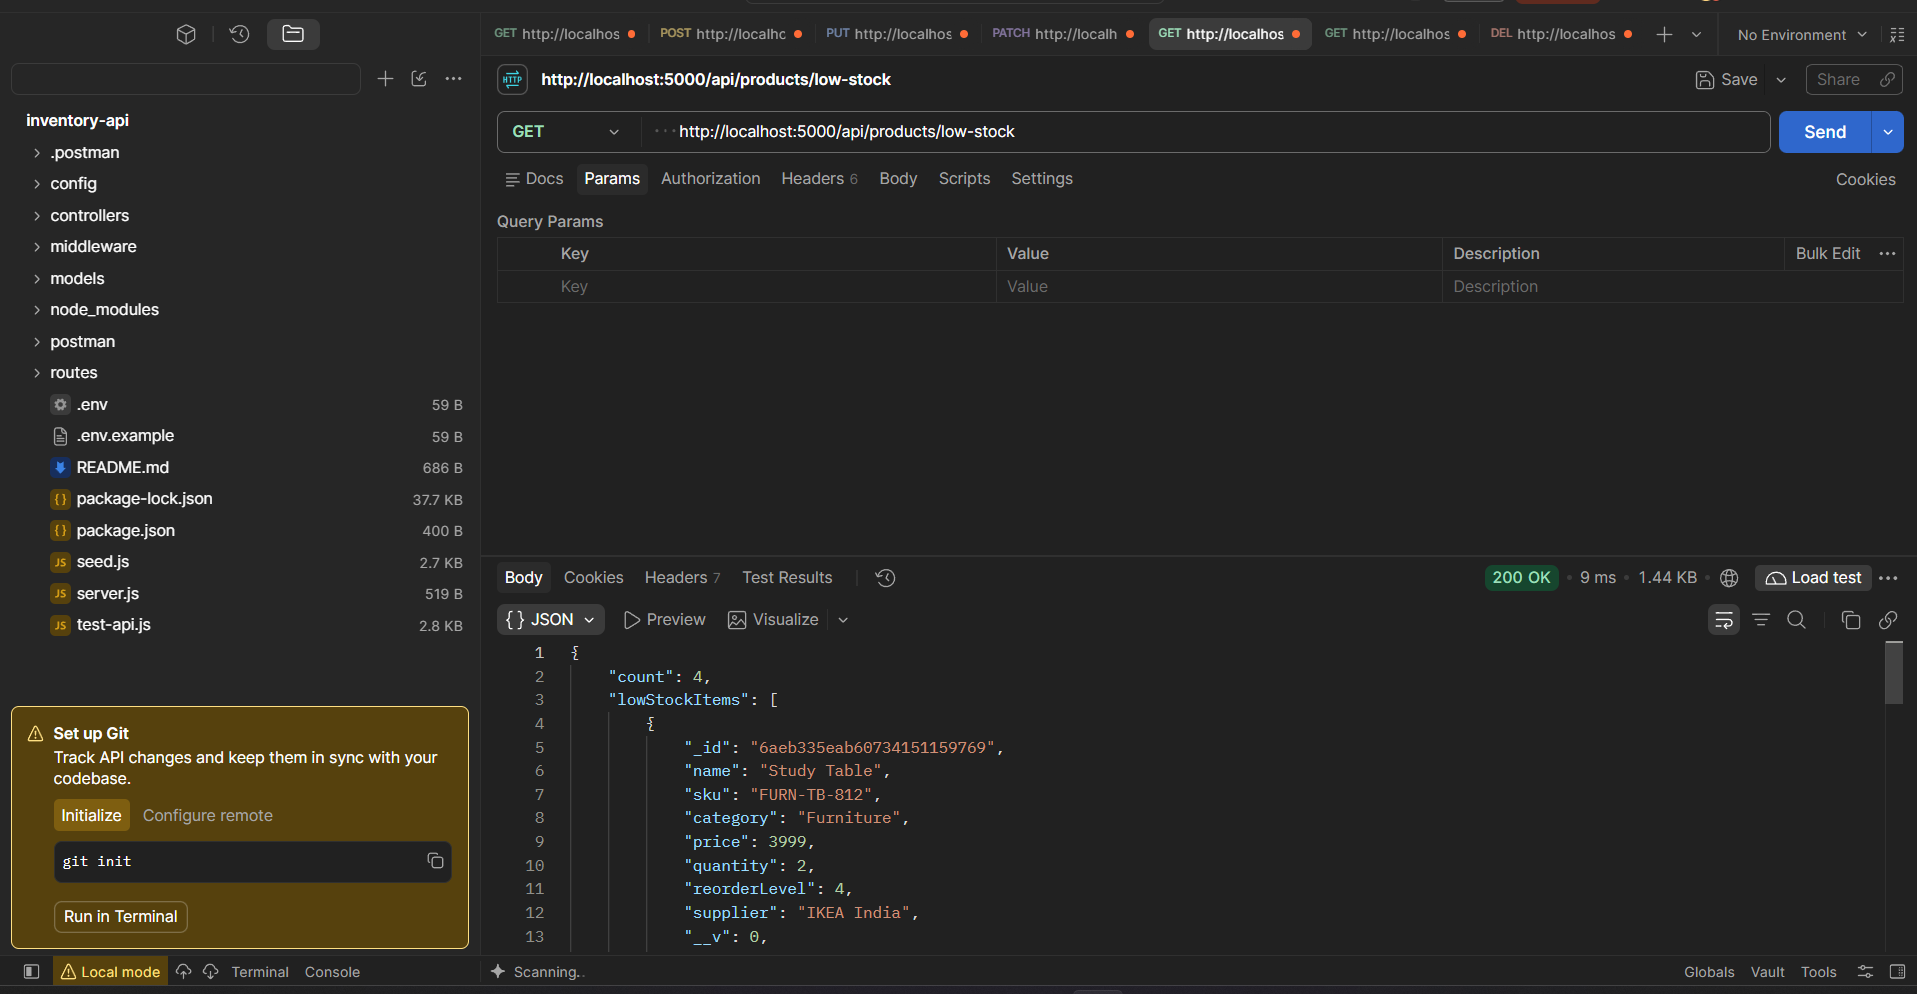 GET http://localhos
POST http://localhc
PUT http://localhos
PATCH http://localh
GET http://localhos
GET http://localhos
DEL http://localhos
No Environment
HTTP http://localhost:5000/api/products/low-stock
Save
Share
GET
http://localhost:5000/api/products/low-stock
Send
Docs Params Authorization Headers 6 Body Scripts Settings
Cookies
Query Params
Key Value Description Bulk Edit
Key Value Description
inventory-api
.postman
config
controllers
middleware
models
node_modules
postman
routes
.env 59 B
.env.example 59 B
README.md 686 B
{} package-lock.json 37.7 KB
{} package.json 400 B
JS seed.js 2.7 KB
JS server.js 519 B
JS test-api.js 2.8 KB
Set up Git
Track API changes and keep them in sync with your
codebase.
Initialize Configure remote
git init
Run in Terminal
Body Cookies Headers 7 Test Results
200 OK • 9 ms • 1.44 KB • Load test
{} JSON Preview Visualize
1 {
2 "count": 4,
3 "lowStockItems": [
4 {
5 "_id": "6aeb335eab60734151159769",
6 "name": "Study Table",
7 "sku": "FURN-TB-812",
8 "category": "Furniture",
9 "price": 3999,
10 "quantity": 2,
11 "reorderLevel": 4,
12 "supplier": "IKEA India",
13 "__v": 0,
Local mode Terminal Console
Scanning..
Globals Vault Tools